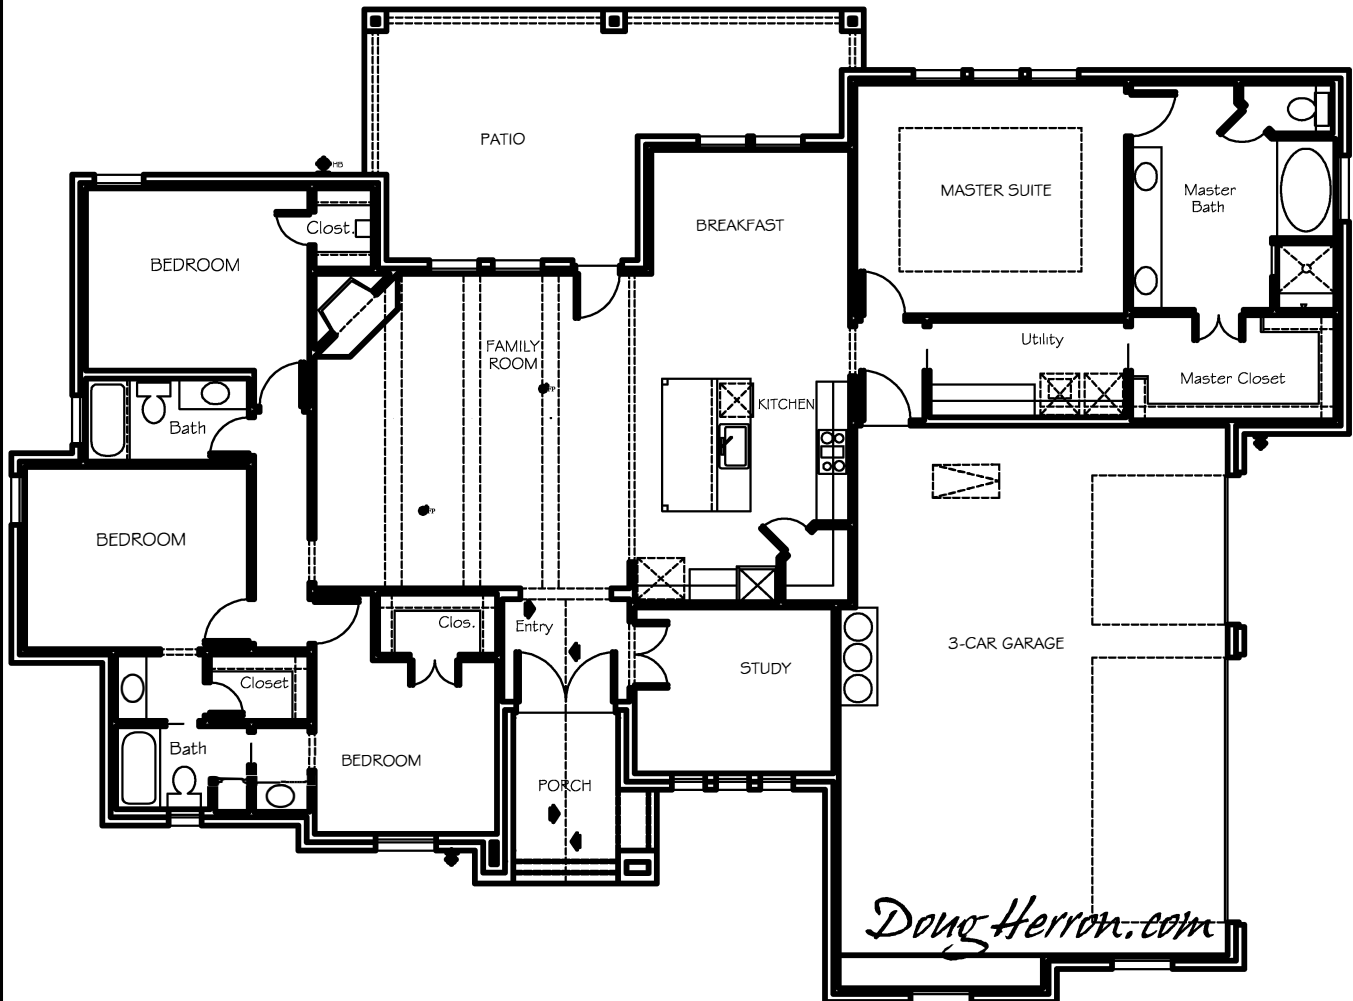 PATIO
HB
MASTER SUITE
Master
Bath
BREAKFAST
Clost.
BEDROOM
Utility
FAMILY
ROOM
Master Closet
KITCHEN
Bath
BEDROOM
Clos.
Entry
3-CAR GARAGE
STUDY
Closet
Bath
BEDROOM
PORCH
DougHerron.com